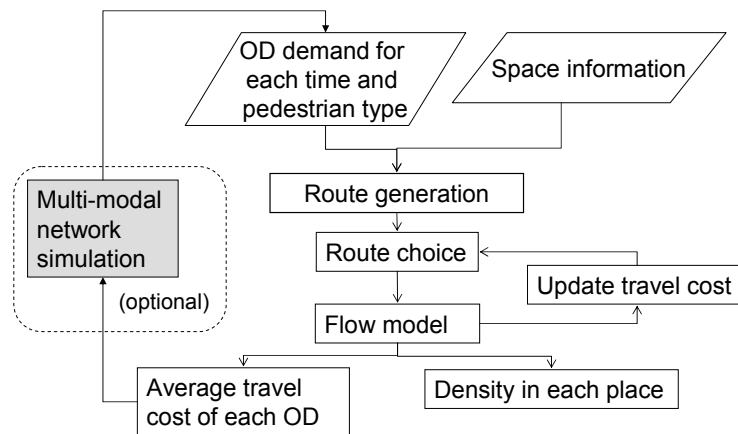 OD demand for
each time and
pedestrian type
Space information
Route generation
Multi-modal
network
simulation
(optional)
Route choice
Update travel cost
Flow model
Average travel
cost of each OD
Density in each place